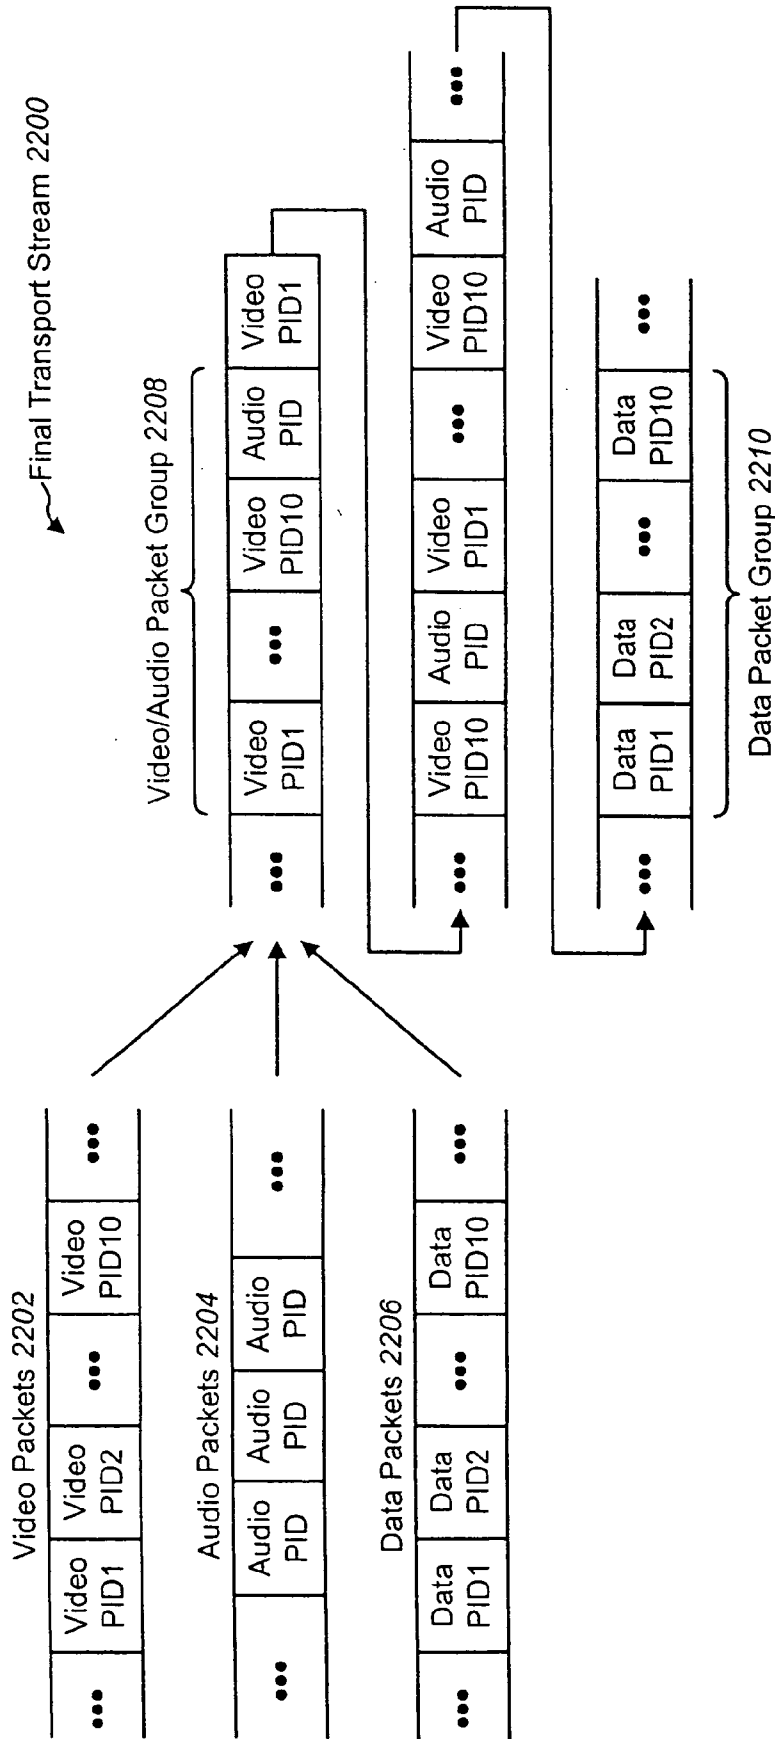 Final Transport Stream 2200
Video Packets 2202
••• Video PID1 Video PID2 ••• Video PID10 •••
Audio Packets 2204
••• Audio PID Audio PID Audio PID •••
Data Packets 2206
••• Data PID1 Data PID2 ••• Data PID10 •••
Video/Audio Packet Group 2208
••• Video PID1 ••• Video PID10 Audio PID Video PID1
••• Video PID10 Audio PID Video PID1 ••• Video PID10 Audio PID •••
••• Data PID1 Data PID2 ••• Data PID10 •••
Data Packet Group 2210